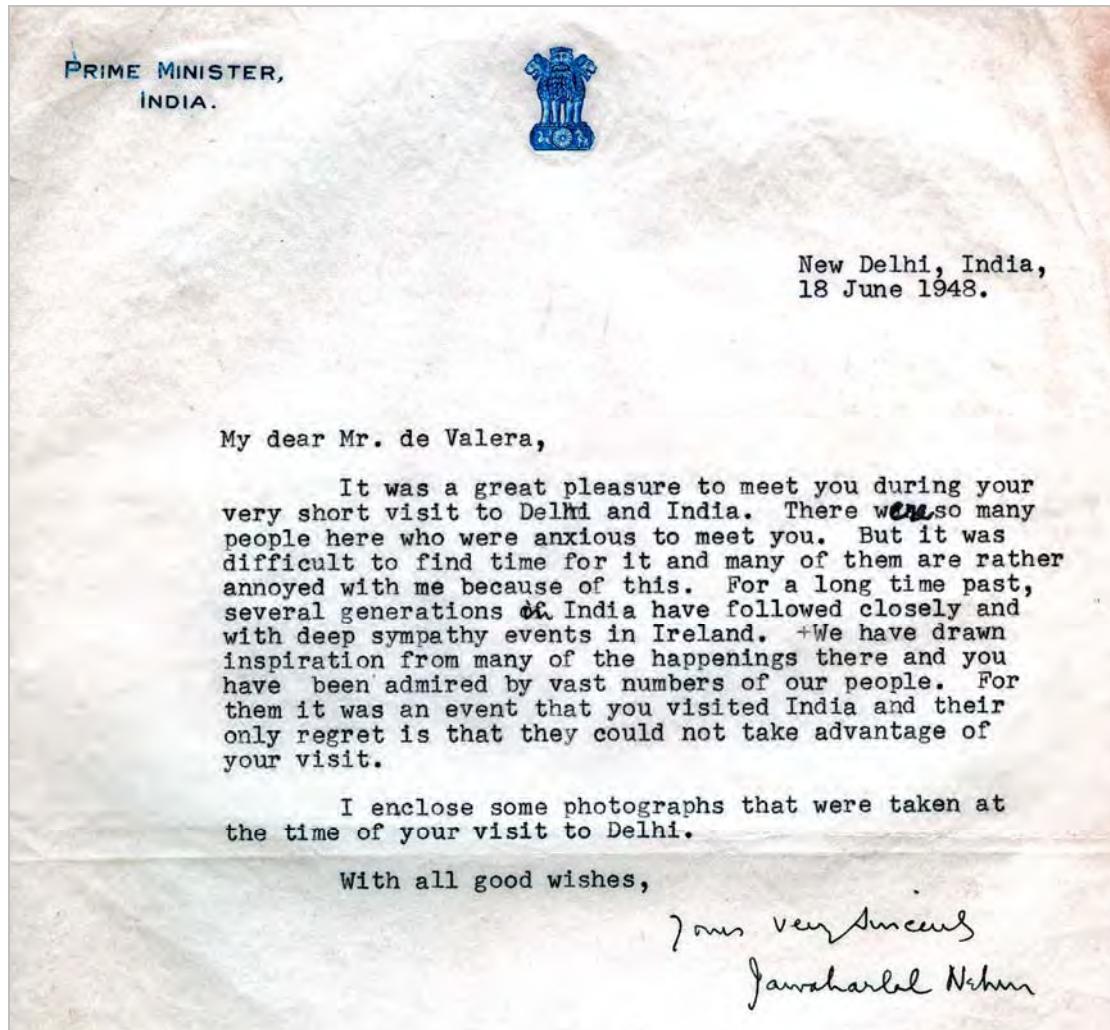 PRIME MINISTER,
INDIA.
New Delhi, India,
18 June 1948.
My dear Mr. de Valera,
It was a great pleasure to meet you during your
very short visit to Delhi and India. There were so many
people here who were anxious to meet you. But it was
difficult to find time for it and many of them are rather
annoyed with me because of this. For a long time past,
several generations in India have followed closely and
with deep sympathy events in Ireland. +We have drawn
inspiration from many of the happenings there and you
have been admired by vast numbers of our people. For
them it was an event that you visited India and their
only regret is that they could not take advantage of
your visit.
I enclose some photographs that were taken at
the time of your visit to Delhi.
With all good wishes,
Yours very sincerely
Jawaharlal Nehru